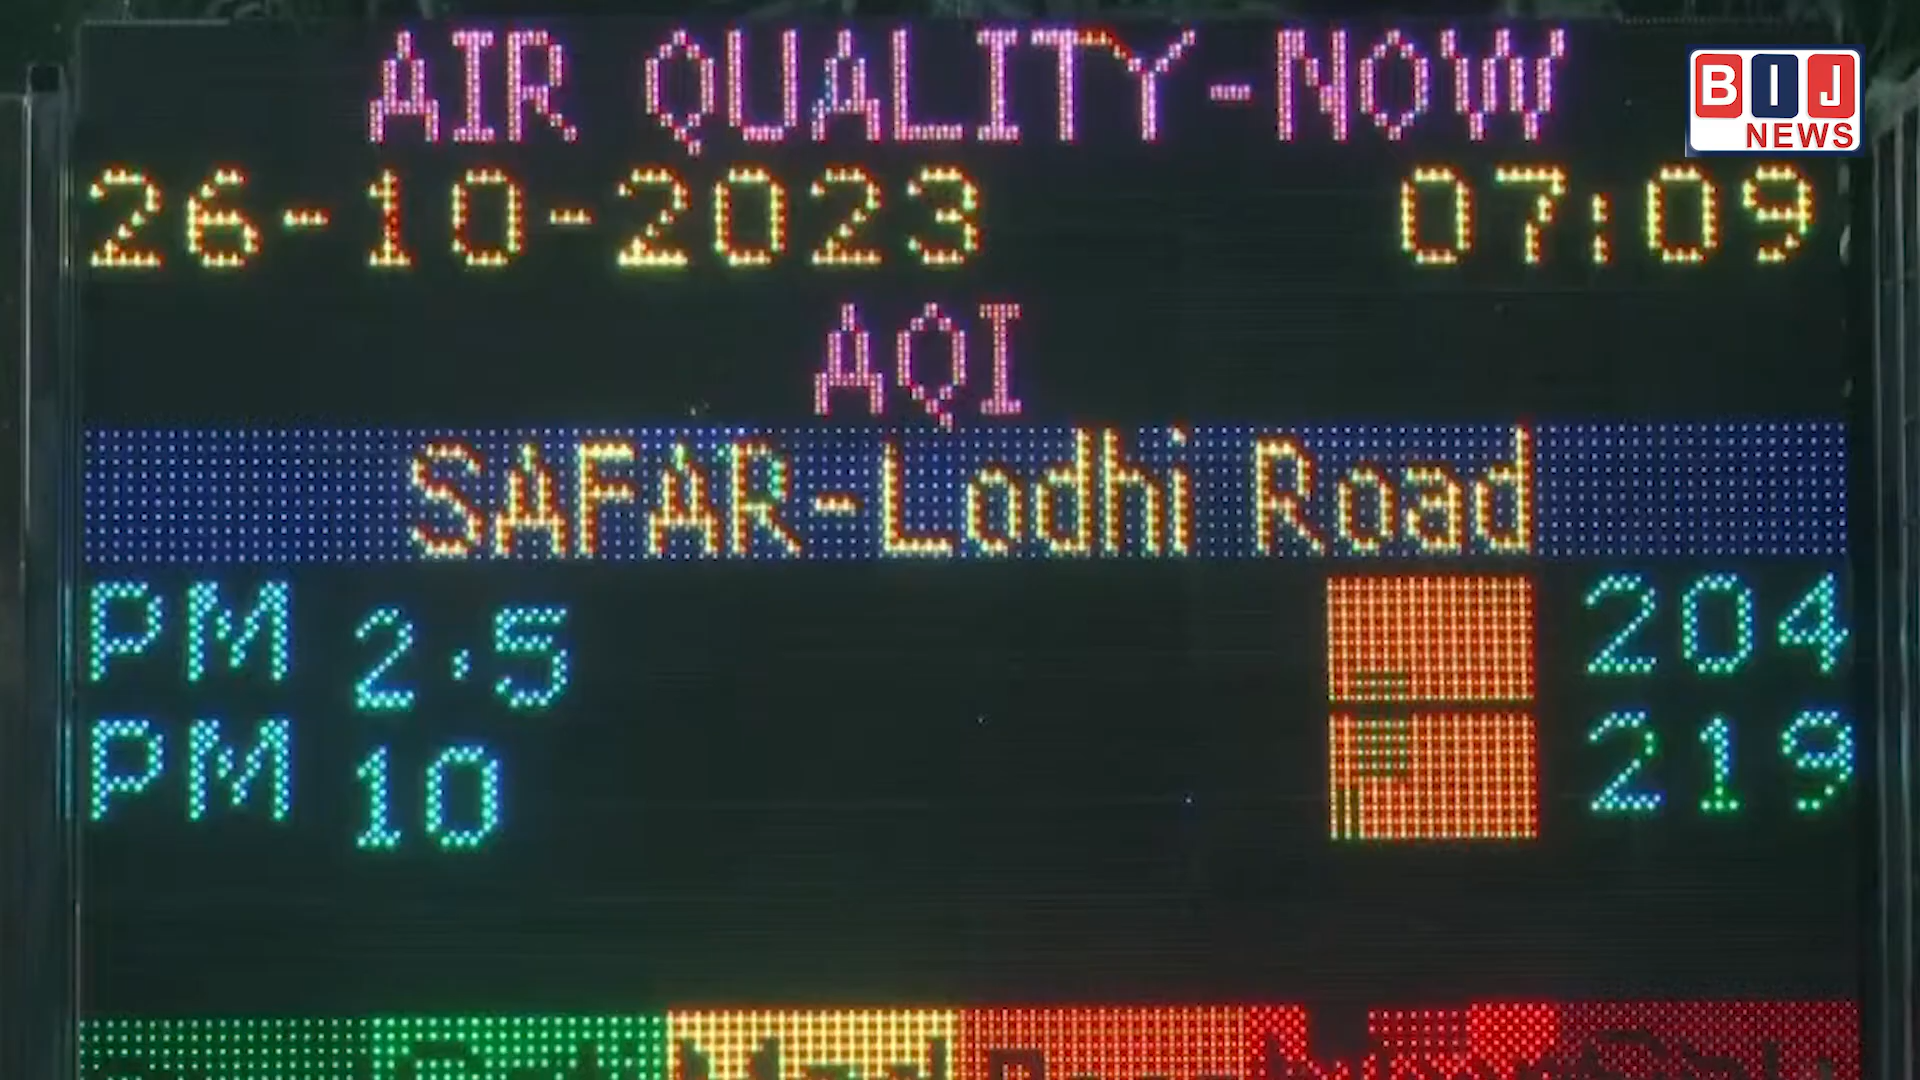 AIR QUALITY-NOW
BIJ
NEWS
26-10-2023 07:09
AQI
SAFAR-Lodhi Road
PM 2.5 204
PM 10 219